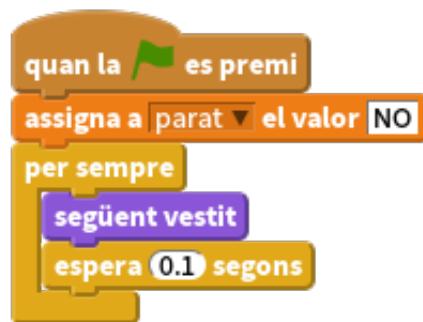 quan la es premi
assigna a parat el valor NO
per sempre
següent vestit
espera 0.1 segons